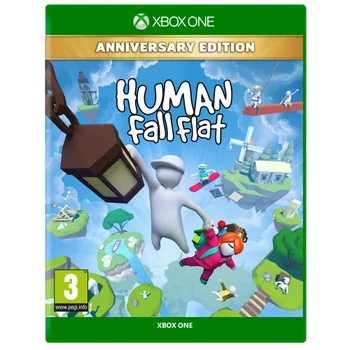 XBOX ONE
ANNIVERSARY EDITION
HUMAN
fall flat
3
www.pegi.info
XBOX ONE